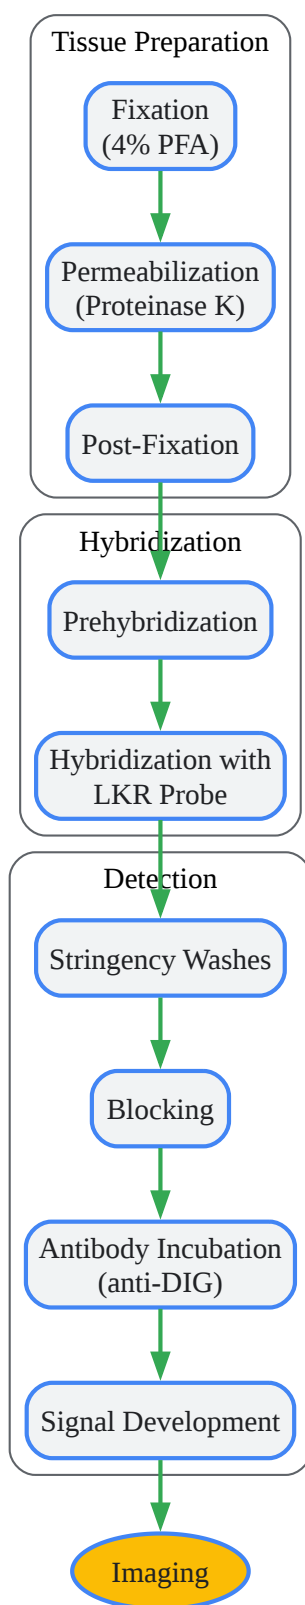 Tissue Preparation
Fixation
(4% PFA)
Permeabilization
(Proteinase K)
Post-Fixation
Hybridization
Prehybridization
Hybridization with
LKR Probe
Detection
Stringency Washes
Blocking
Antibody Incubation
(anti-DIG)
Signal Development
Imaging